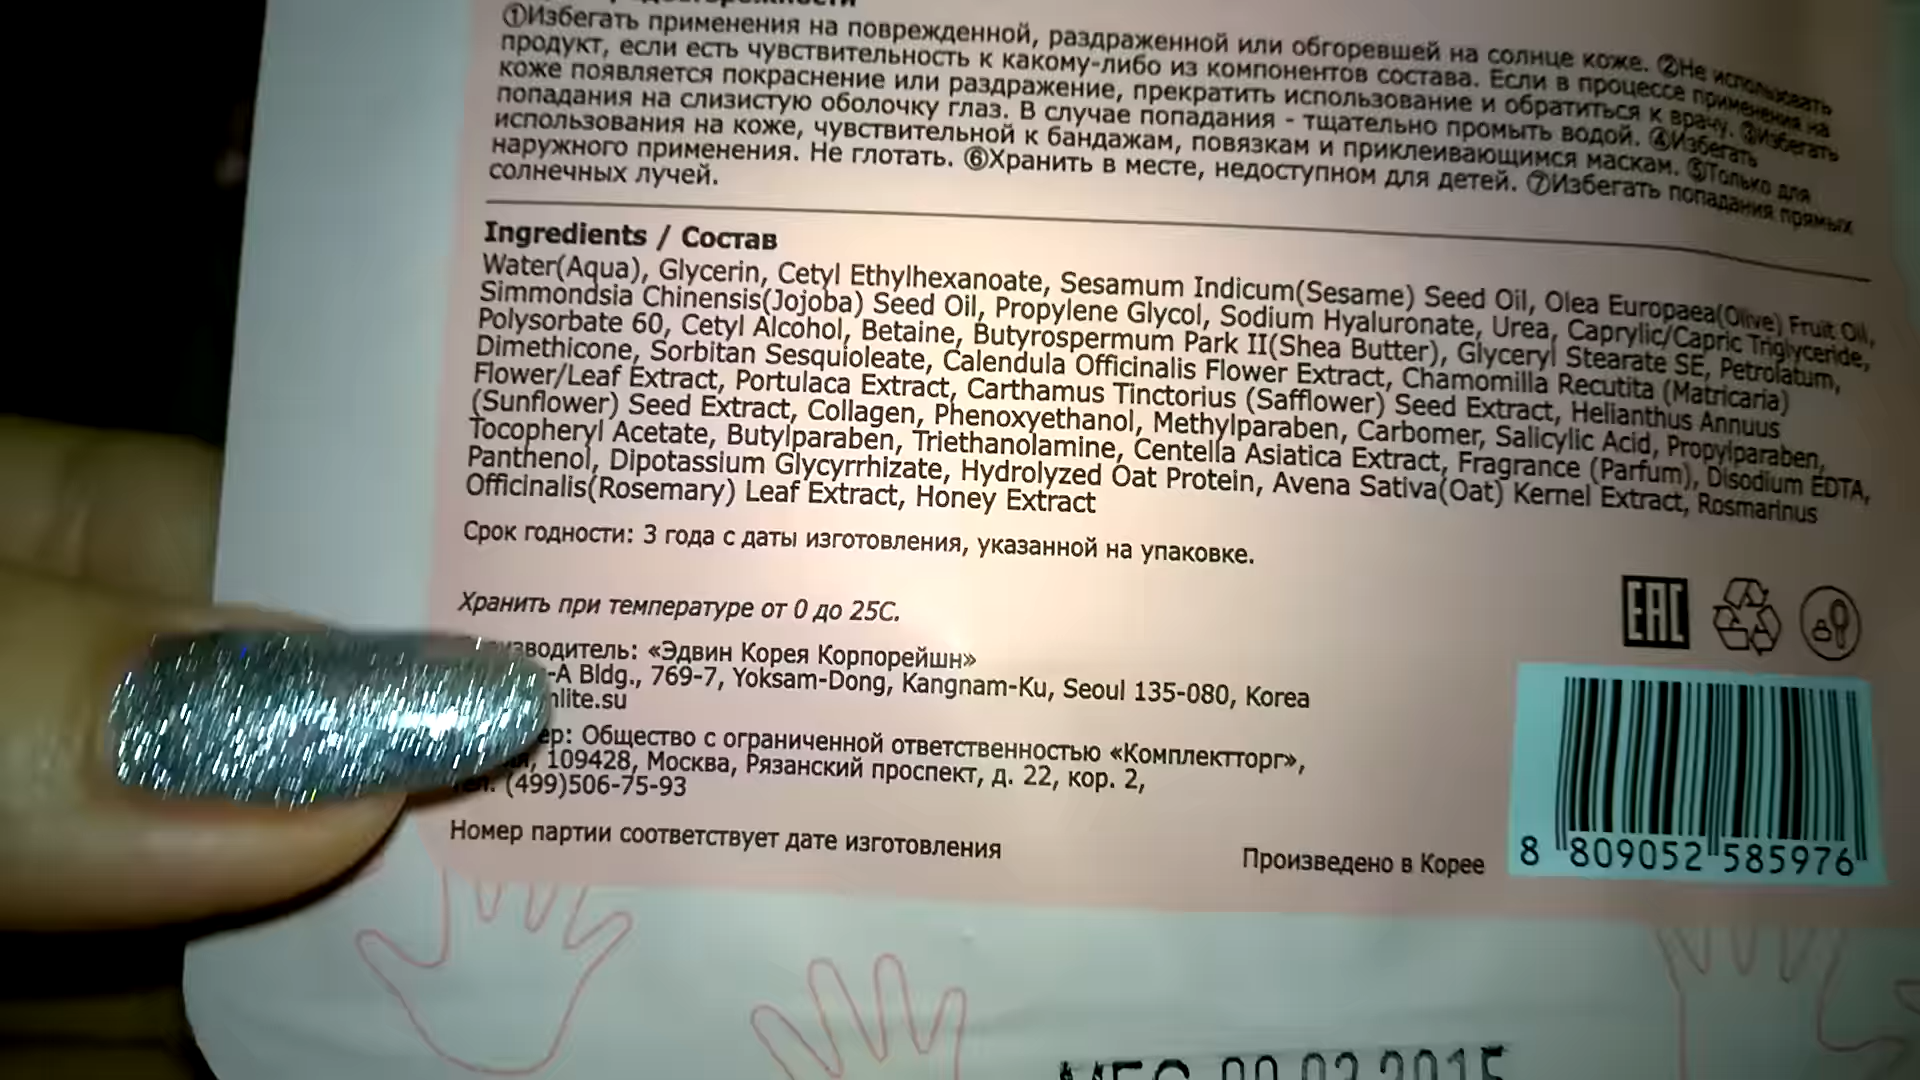 ①Избегать применения на поврежденной, раздраженной или обгоревшей на солнце коже. ②Не использовать
продукт, если есть чувствительность к какому-либо из компонентов состава. Если в процессе применения на
коже появляется покраснение или раздражение, прекратить использование и обратиться к врачу. ③Избегать
попадания на слизистую оболочку глаз. В случае попадания - тщательно промыть водой. ④Избегать
использования на коже, чувствительной к бандажам, повязкам и приклеивающимся маскам. ⑤Только для
наружного применения. Не глотать. ⑥Хранить в месте, недоступном для детей. ⑦Избегать попадания прямых
солнечных лучей.
Ingredients / Состав
Water(Aqua), Glycerin, Cetyl Ethylhexanoate, Sesamum Indicum(Sesame) Seed Oil, Olea Europaea(Olive) Fruit Oil,
Simmondsia Chinensis(Jojoba) Seed Oil, Propylene Glycol, Sodium Hyaluronate, Urea, Caprylic/Capric Triglyceride,
Polysorbate 60, Cetyl Alcohol, Betaine, Butyrospermum Park II(Shea Butter), Glyceryl Stearate SE, Petrolatum,
Dimethicone, Sorbitan Sesquioleate, Calendula Officinalis Flower Extract, Chamomilla Recutita (Matricaria)
Flower/Leaf Extract, Portulaca Extract, Carthamus Tinctorius (Safflower) Seed Extract, Helianthus Annuus
(Sunflower) Seed Extract, Collagen, Phenoxyethanol, Methylparaben, Carbomer, Salicylic Acid, Propylparaben,
Tocopheryl Acetate, Butylparaben, Triethanolamine, Centella Asiatica Extract, Fragrance (Parfum), Disodium EDTA,
Panthenol, Dipotassium Glycyrrhizate, Hydrolyzed Oat Protein, Avena Sativa(Oat) Kernel Extract, Rosmarinus
Officinalis(Rosemary) Leaf Extract, Honey Extract
Срок годности: 3 года с даты изготовления, указанной на упаковке.
Хранить при температуре от 0 до 25С.
EAC
«Эдвин Корея Корпорейшн»
-A Bldg., 769-7, Yoksam-Dong, Kangnam-Ku, Seoul 135-080, Korea
Общество с ограниченной ответственностью «Комплектторг»,
109428, Москва, Рязанский проспект, д. 22, кор. 2,
(499)506-75-93
Номер партии соответствует дате изготовления
Произведено в Корее
8 809052 585976